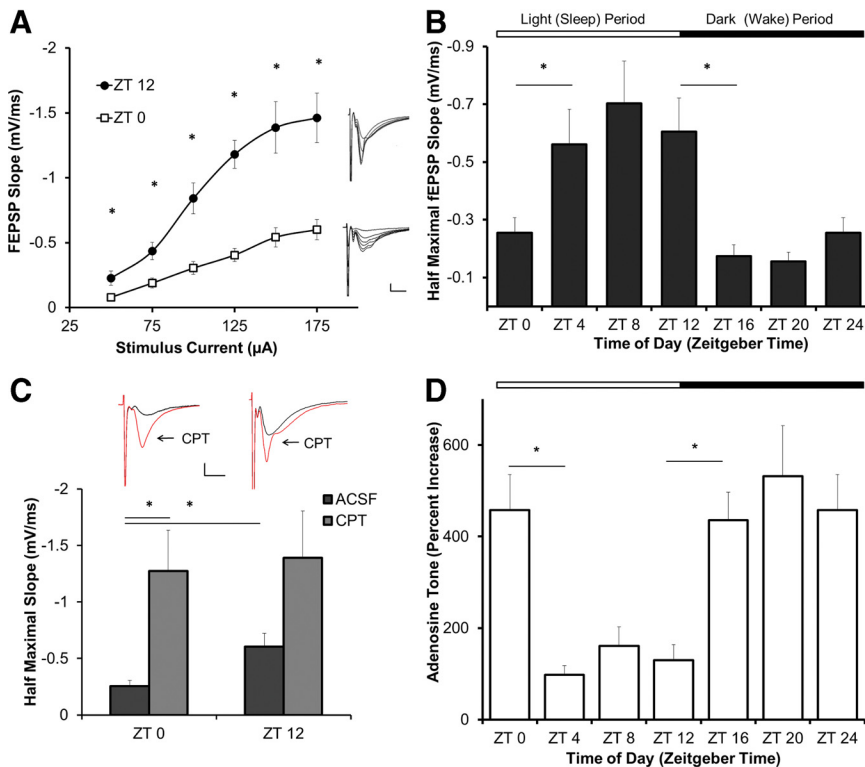 A
FEPSP Slope (mV/ms)
-2
-1.5
-1
-0.5
0
ZT 12
ZT 0
*
*
*
*
*
*
25
75
125
175
Stimulus Current (µA)
B
Light (Sleep) Period
Dark (Wake) Period
Half Maximal fEPSP Slope (mV/ms)
-0.9
-0.7
-0.5
-0.3
-0.1
*
*
ZT 0
ZT 4
ZT 8
ZT 12
ZT 16
ZT 20
ZT 24
Time of Day (Zeitgeber Time)
C
CPT
CPT
Half Maximal Slope (mV/ms)
-2
-1.5
-1
-0.5
0
*
*
ACSF
CPT
ZT 0
ZT 12
D
Adenosine Tone (Percent Increase)
600
400
200
0
*
*
ZT 0
ZT 4
ZT 8
ZT 12
ZT 16
ZT 20
ZT 24
Time of Day (Zeitgeber Time)